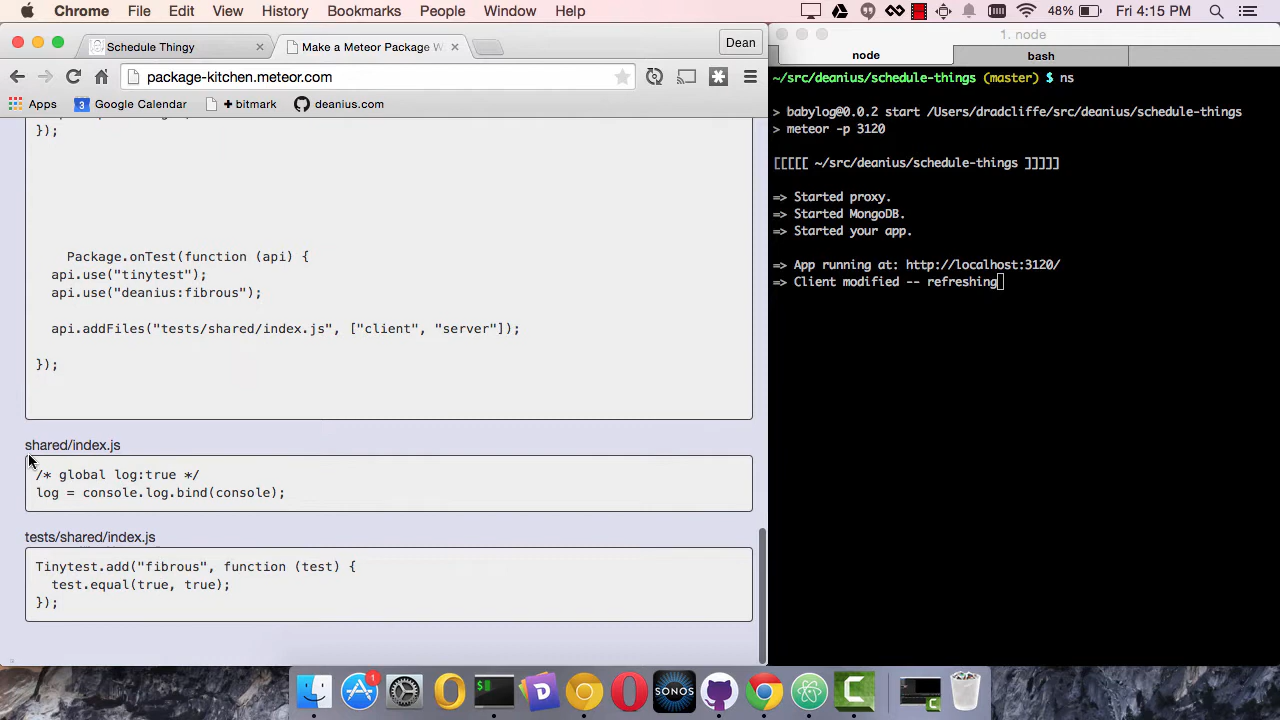 Chrome File Edit View History Bookmarks People Window Help 48% Fri 4:15 PM
Schedule Thingy
Make a Meteor Package W
Dean
package-kitchen.meteor.com
Apps
3 Google Calendar
+ bitmark
deanius.com
});
Package.onTest(function (api) {
api.use("tinytest");
api.use("deanius:fibrous");
api.addFiles("tests/shared/index.js", ["client", "server"]);
});
shared/index.js
/* global log:true */
log = console.log.bind(console);
tests/shared/index.js
Tinytest.add("fibrous", function (test) {
test.equal(true, true);
});
1. node
node
bash
~/src/deanius/schedule-things (master) $ ns
> babylog@0.0.2 start /Users/dradcliffe/src/deanius/schedule-things
> meteor -p 3120
[[[[[ ~/src/deanius/schedule-things ]]]]]
=> Started proxy.
=> Started MongoDB.
=> Started your app.
=> App running at: http://localhost:3120/
=> Client modified -- refreshing
1
SONOS